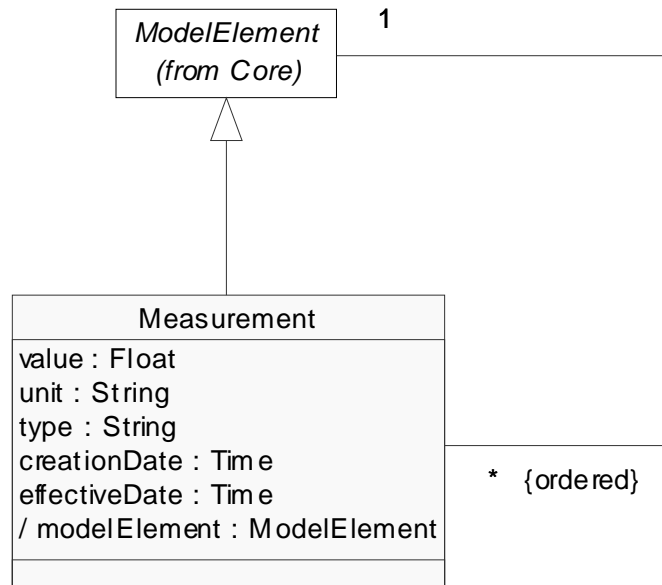 ModelElement
(from Core)
1
Measurement
value : Float
unit : String
type : String
creationDate : Time
effectiveDate : Time
/ modelElement : ModelElement
* {ordered}